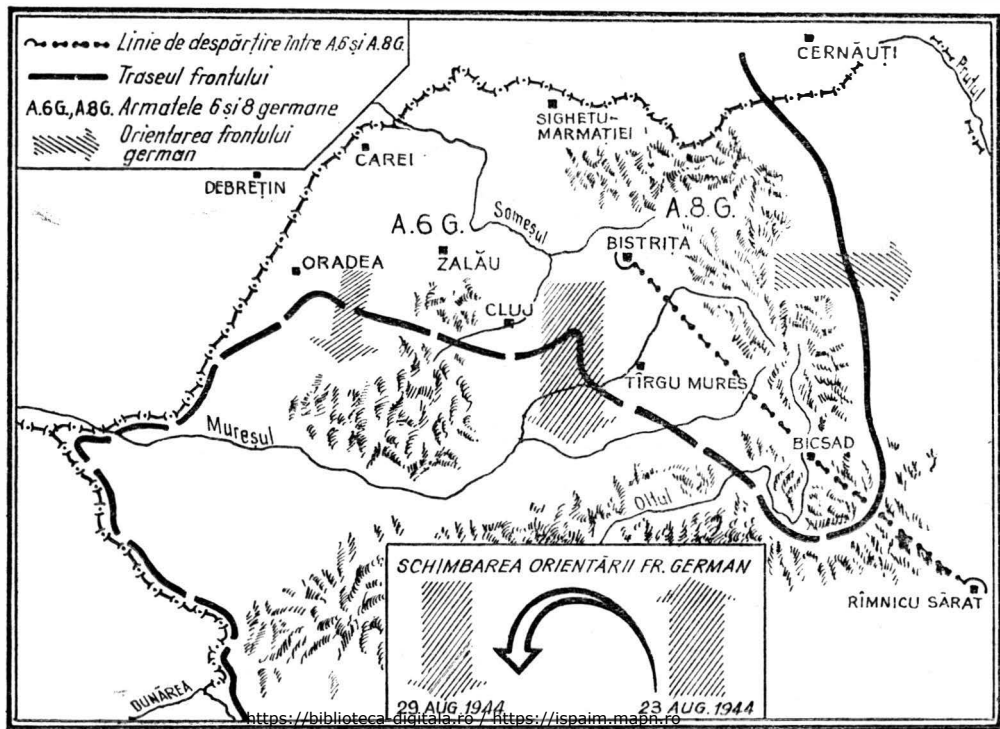 Linie de despărțire între A.6 și A.8G.
Traseul frontului
A.6 G., A.8G. Armatele 6 și 8 germane
Orientarea frontului
german
CERNĂUȚI
Prutul
SIGHETU-
MARMAȚIEI
CAREI
DEBREȚIN
A.6 G.
Someșul
A.8.G.
BISTRIȚA
ORADEA
ZALĂU
CLUJ
TÎRGU MUREȘ
Mureșul
BICSAD
Oltul
RÎMNICU SĂRAT
DUNĂREA
SCHIMBAREA ORIENTĂRII FR. GERMAN
29 AUG. 1944
23 AUG. 1944
https://biblioteca-digitala.ro / https://ispaim.mapn.ro